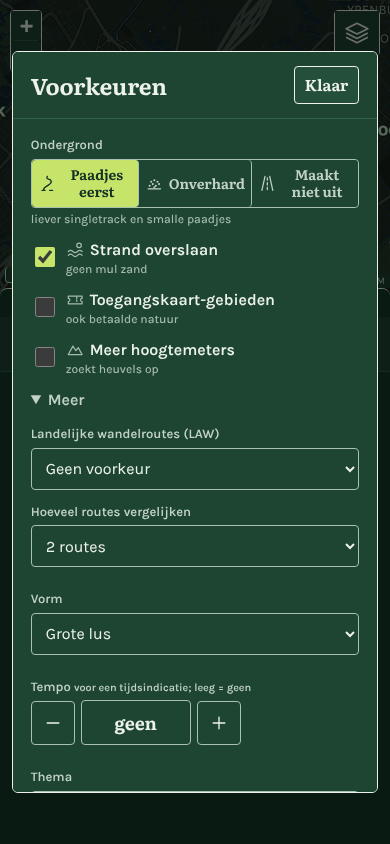 +
Voorkeuren
Klaar
Ondergrond
Paadjes
eerst
Onverhard
Maakt
niet uit
liever singletrack en smalle paadjes
Strand overslaan
geen mul zand
Toegangskaart-gebieden
ook betaalde natuur
Meer hoogtemeters
zoekt heuvels op
▼ Meer
Landelijke wandelroutes (LAW)
Geen voorkeur
Hoeveel routes vergelijken
2 routes
Vorm
Grote lus
Tempo voor een tijdsindicatie; leeg = geen
− geen +
Thema